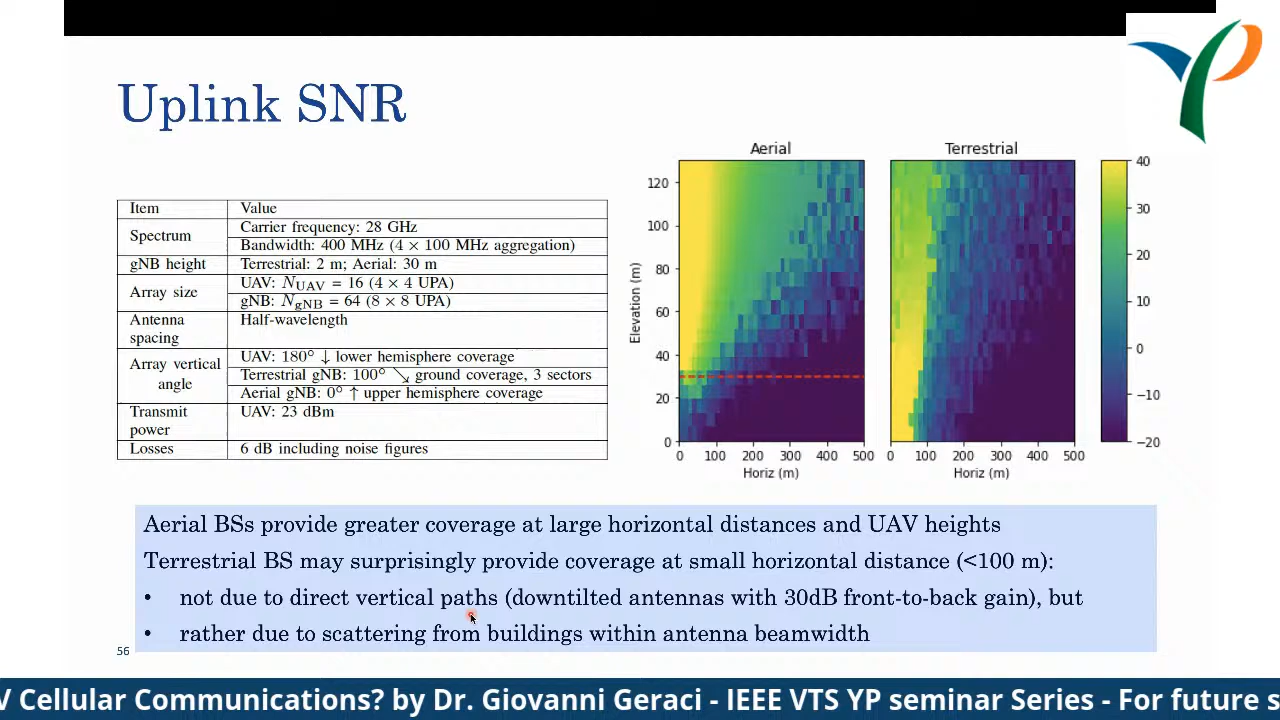 Uplink SNR
Item Value
Spectrum Carrier frequency: 28 GHz
Bandwidth: 400 MHz (4 × 100 MHz aggregation)
gNB height Terrestrial: 2 m; Aerial: 30 m
Array size UAV: N_UAV = 16 (4 × 4 UPA)
gNB: N_gNB = 64 (8 × 8 UPA)
Antenna spacing Half-wavelength
Array vertical angle UAV: 180° ↓ lower hemisphere coverage
Terrestrial gNB: 100° ↘ ground coverage, 3 sectors
Aerial gNB: 0° ↑ upper hemisphere coverage
Transmit power UAV: 23 dBm
Losses 6 dB including noise figures
Aerial
Elevation (m)
120
100
80
60
40
20
0
0 100 200 300 400 500
Horiz (m)
Terrestrial
0 100 200 300 400 500
Horiz (m)
40
30
20
10
0
−10
−20
Aerial BSs provide greater coverage at large horizontal distances and UAV heights
Terrestrial BS may surprisingly provide coverage at small horizontal distance (<100 m):
• not due to direct vertical paths (downtilted antennas with 30dB front-to-back gain), but
• rather due to scattering from buildings within antenna beamwidth
56
V Cellular Communications? by Dr. Giovanni Geraci - IEEE VTS YP seminar Series - For future s